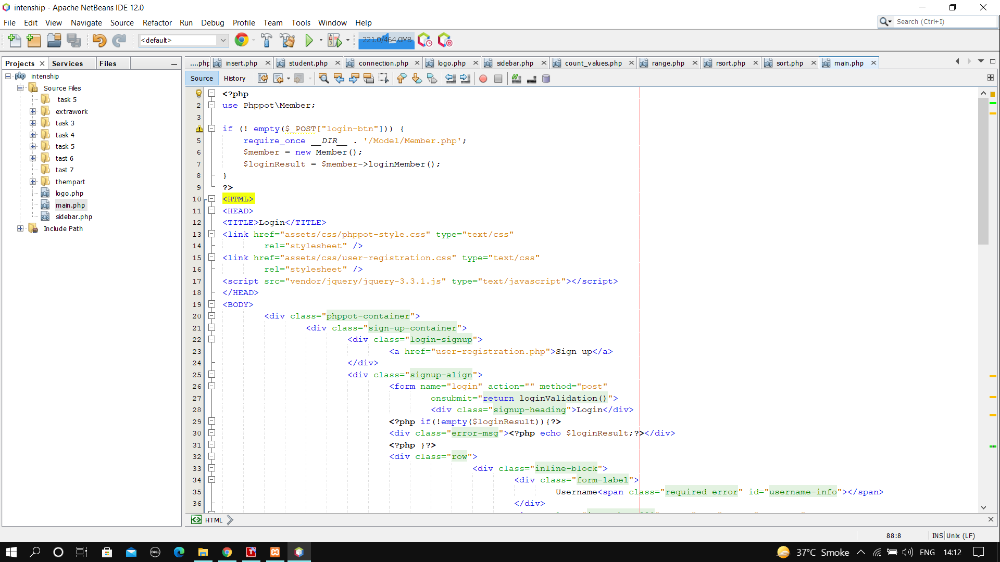 intenship - Apache NetBeans IDE 12.0
File Edit View Navigate Source Refactor Run Debug Profile Team Tools Window Help
Search (Ctrl+I)
<default>
221.0/464.0MB
Projects Services Files
....php insert.php student.php connection.php logo.php sidebar.php count_values.php range.php rsort.php sort.php main.php
Source History
intenship
Source Files
task 5
extrawork
task 3
task 4
task 5
tast 6
tast 7
thempart
logo.php
main.php
sidebar.php
Include Path
<?php
2 use Phppot\Member;
3
if (! empty($_POST["login-btn"])) {
5 require_once __DIR__ . '/Model/Member.php';
6 $member = new Member();
7 $loginResult = $member->loginMember();
8 }
9 ?>
10 <HTML>
11 <HEAD>
12 <TITLE>Login</TITLE>
13 <link href="assets/css/phppot-style.css" type="text/css"
14 rel="stylesheet" />
15 <link href="assets/css/user-registration.css" type="text/css"
16 rel="stylesheet" />
17 <script src="vendor/jquery/jquery-3.3.1.js" type="text/javascript"></script>
18 </HEAD>
19 <BODY>
20 <div class="phppot-container">
21 <div class="sign-up-container">
22 <div class="login-signup">
23 <a href="user-registration.php">Sign up</a>
24 </div>
25 <div class="signup-align">
26 <form name="login" action="" method="post"
27 onsubmit="return loginValidation()">
28 <div class="signup-heading">Login</div>
29 <?php if(!empty($loginResult)){?>
30 <div class="error-msg"><?php echo $loginResult;?></div>
31 <?php }?>
32 <div class="row">
33 <div class="inline-block">
34 <div class="form-label">
35 Username<span class="required error" id="username-info"></span>
36 </div>
HTML
88:8 INS Unix (LF)
DELL
37°C Smoke ENG 14:12